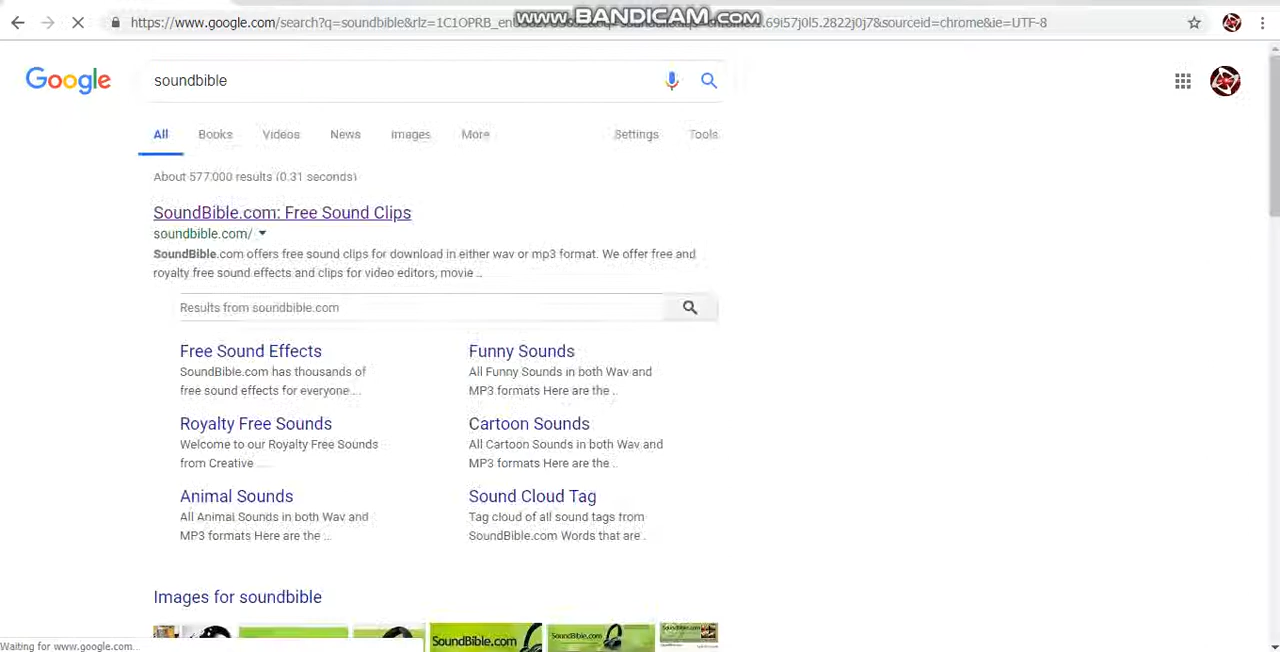 https://www.google.com/search?q=soundbible&rlz=1C1OPRB_en
www.BANDICAM.com
69i57j0l5.2822j0j7&sourceid=chrome&ie=UTF-8
Google
soundbible
All Books Videos News Images More Settings Tools
About 577,000 results (0.31 seconds)
SoundBible.com: Free Sound Clips
soundbible.com/
SoundBible.com offers free sound clips for download in either wav or mp3 format. We offer free and
royalty free sound effects and clips for video editors, movie ...
Results from soundbible.com
Free Sound Effects
SoundBible.com has thousands of
free sound effects for everyone ...
Funny Sounds
All Funny Sounds in both Wav and
MP3 formats Here are the ...
Royalty Free Sounds
Welcome to our Royalty Free Sounds
from Creative ...
Cartoon Sounds
All Cartoon Sounds in both Wav and
MP3 formats Here are the ...
Animal Sounds
All Animal Sounds in both Wav and
MP3 formats Here are the ...
Sound Cloud Tag
Tag cloud of all sound tags from
SoundBible.com Words that are ...
Images for soundbible
SoundBible.com
SoundBible.com
Waiting for www.google.com...